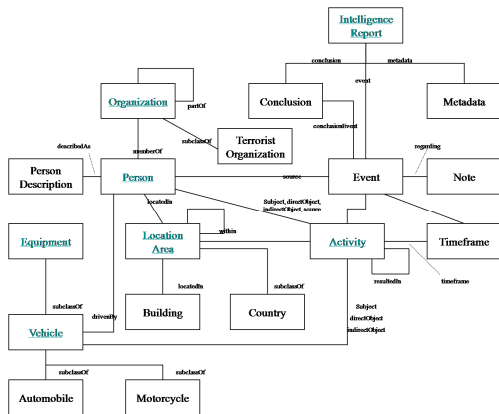 Intelligence
Report
conclusion
metadata
event
Organization
partOf
Conclusion
Metadata
conclusionEvent
subclassOf
Terrorist
Organization
describedAs
memberOf
regarding
Person
Description
Person
source
Event
Note
locatedIn
Subject, directObject,
indirectObject, source
Equipment
Location
Area
within
Activity
Timeframe
resultedIn
timeframe
locatedIn
subclassOf
subclassOf
Building
Country
drivenBy
Subject
directObject
indirectObject
Vehicle
subclassOf
subclassOf
Automobile
Motorcycle